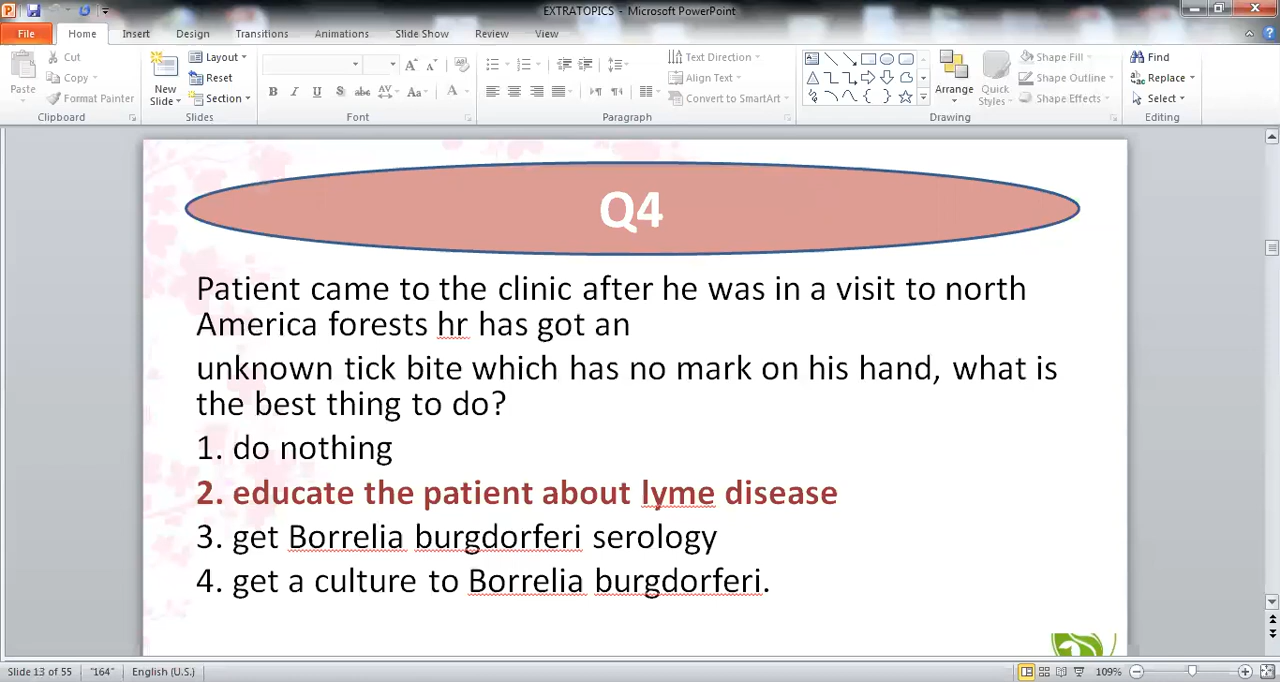 EXTRATOPICS - Microsoft PowerPoint
File Home Insert Design Transitions Animations Slide Show Review View
Paste
Cut
Copy
Format Painter
Clipboard
New Slide
Layout
Reset
Section
Slides
B I U S abc AV Aa A
Font
Text Direction
Align Text
Convert to SmartArt
Paragraph
Arrange
Quick Styles
Shape Fill
Shape Outline
Shape Effects
Drawing
Find
Replace
Select
Editing
Q4
Patient came to the clinic after he was in a visit to north
America forests hr has got an
unknown tick bite which has no mark on his hand, what is
the best thing to do?
1. do nothing
2. educate the patient about lyme disease
3. get Borrelia burgdorferi serology
4. get a culture to Borrelia burgdorferi.
Slide 13 of 55 "164" English (U.S.) 109%